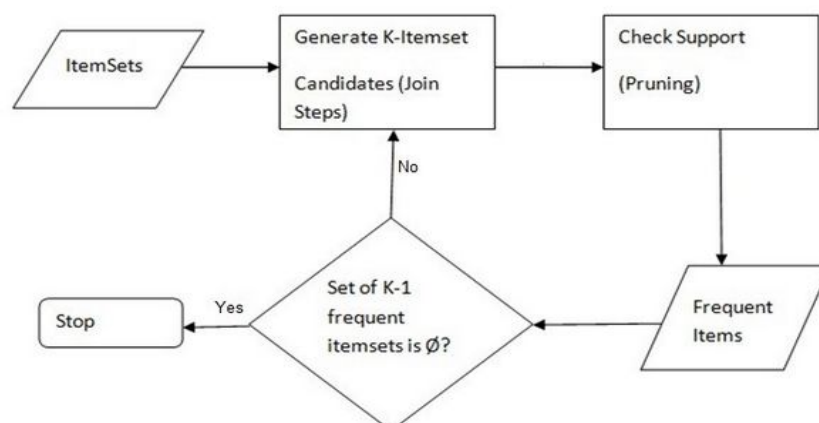 ItemSets
Generate K-Itemset
Candidates (Join
Steps)
Check Support
(Pruning)
No
Set of K-1
frequent
itemsets is Ø?
Yes
Stop
Frequent
Items